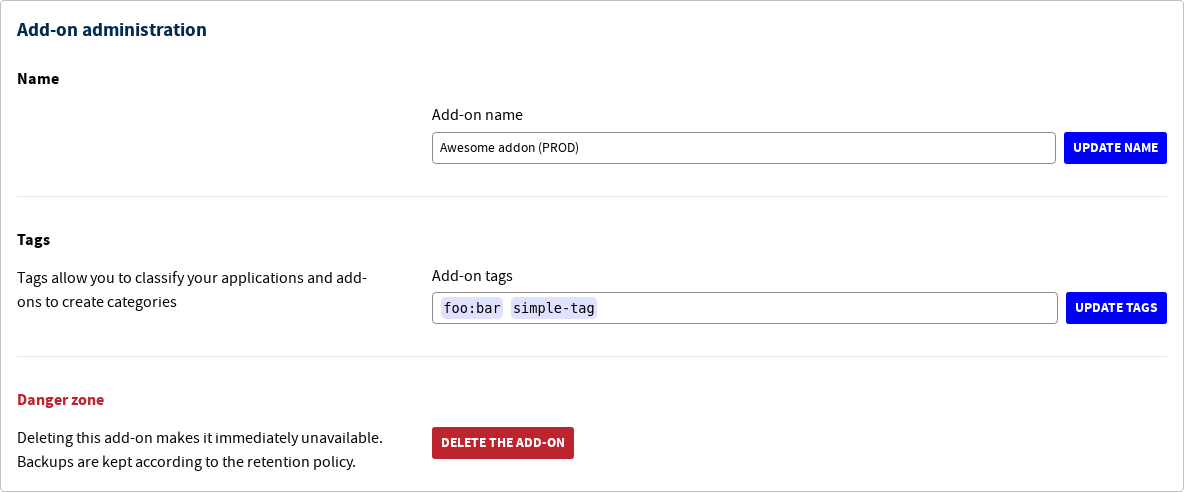 Add-on administration
Name
Add-on name
Awesome addon (PROD)
UPDATE NAME
Tags
Tags allow you to classify your applications and add-
ons to create categories
Add-on tags
foo:bar simple-tag
UPDATE TAGS
Danger zone
Deleting this add-on makes it immediately unavailable.
Backups are kept according to the retention policy.
DELETE THE ADD-ON